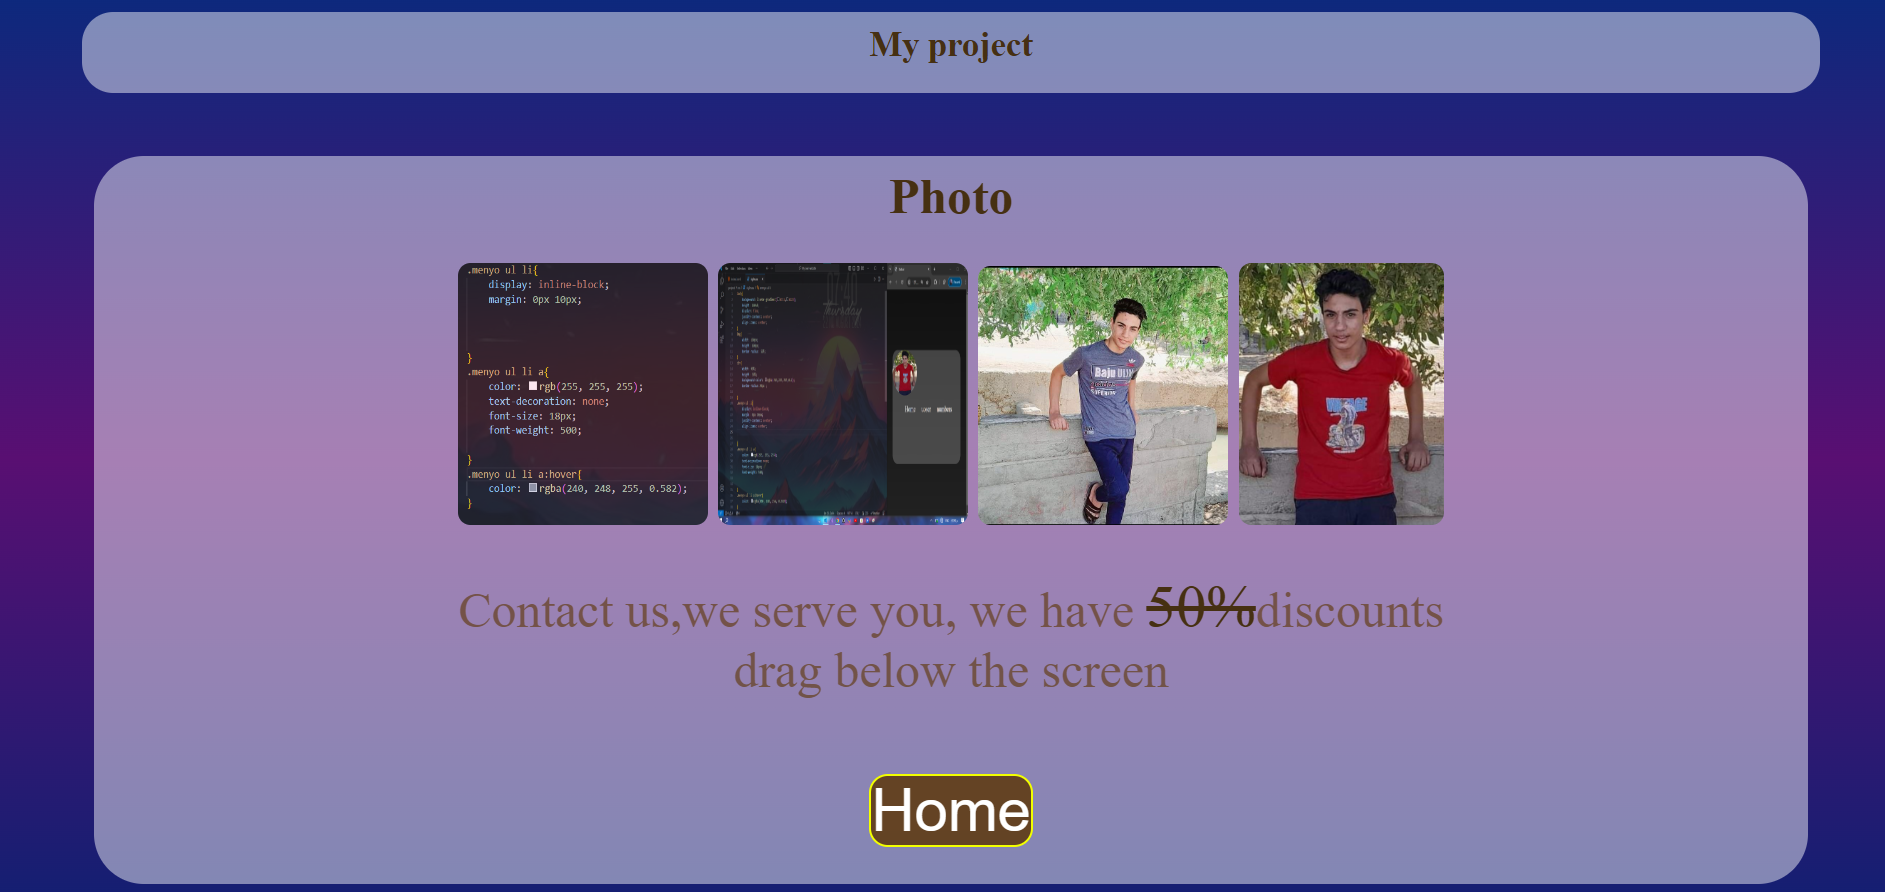 My project
Photo
.menyo ul li{
display: inline-block;
margin: 0px 10px;
}
.menyo ul li a{
color: rgb(255, 255, 255);
text-decoration: none;
font-size: 18px;
font-weight: 500;
}
.menyo ul li a:hover{
color: rgba(240, 248, 255, 0.582);
}
Baju
Contact us,we serve you, we have 50%discounts
drag below the screen
Home